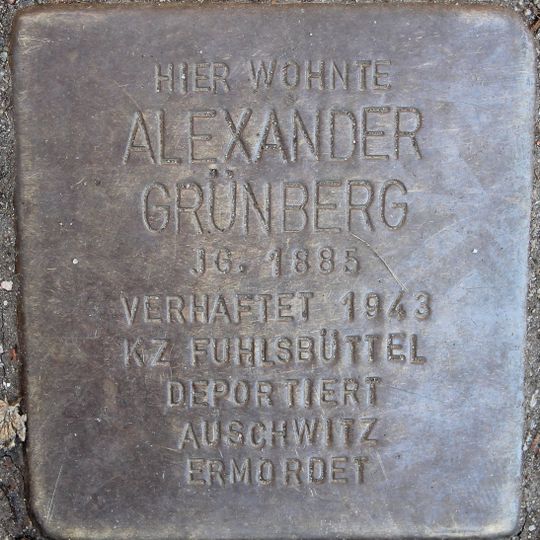 HIER WOHNTE
ALEXANDER
GRÜNBERG
JG. 1885
VERHAFTET 1943
KZ FUHLSBÜTTEL
DEPORTIERT
AUSCHWITZ
ERMORDET